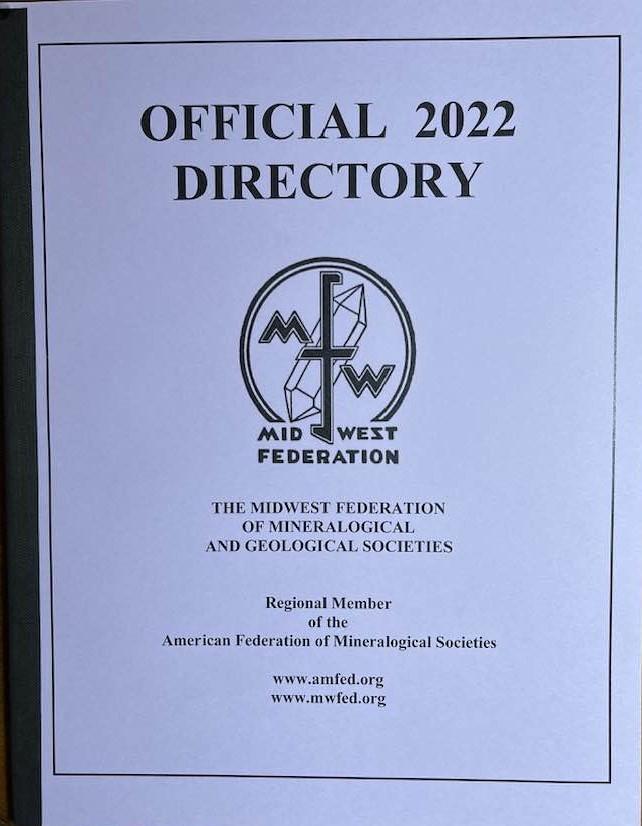 OFFICIAL 2022
DIRECTORY
M
W
MID WEST
FEDERATION
THE MIDWEST FEDERATION
OF MINERALOGICAL
AND GEOLOGICAL SOCIETIES
Regional Member
of the
American Federation of Mineralogical Societies
www.amfed.org
www.mwfed.org